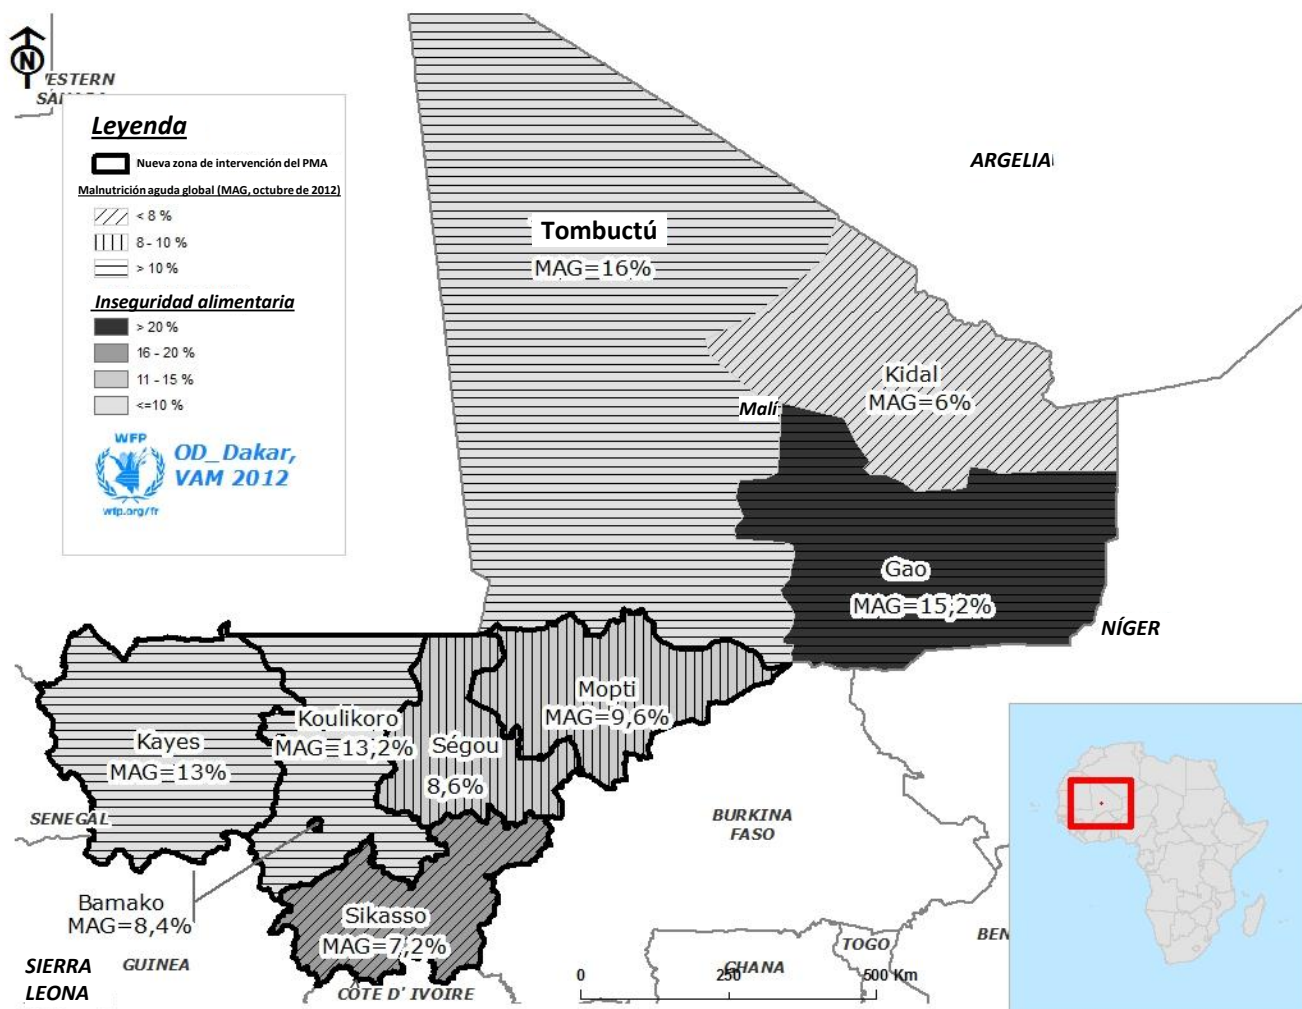 N
ESTERN
SAHARA
Leyenda
Nueva zona de intervención del PMA
Malnutrición aguda global (MAG, octubre de 2012)
< 8 %
8 - 10 %
> 10 %
Inseguridad alimentaria
> 20 %
16 - 20 %
11 - 15 %
<=10 %
WFP
wfp.org/fr
OD_Dakar,
VAM 2012
ARGELIA
Tombuctú
MAG=16%
Kidal
MAG=6%
Malí
Gao
MAG=15,2%
NÍGER
Mopti
MAG=9,6%
Koulikoro
MAG=13,2%
Ségou
8,6%
Kayes
MAG=13%
SENEGAL
BURKINA
FASO
Bamako
MAG=8,4%
Sikasso
MAG=7,2%
SIERRA
LEONA
GUINEA
CÔTE D' IVOIRE
GHANA
TOGO
BEN
0 250 500 Km